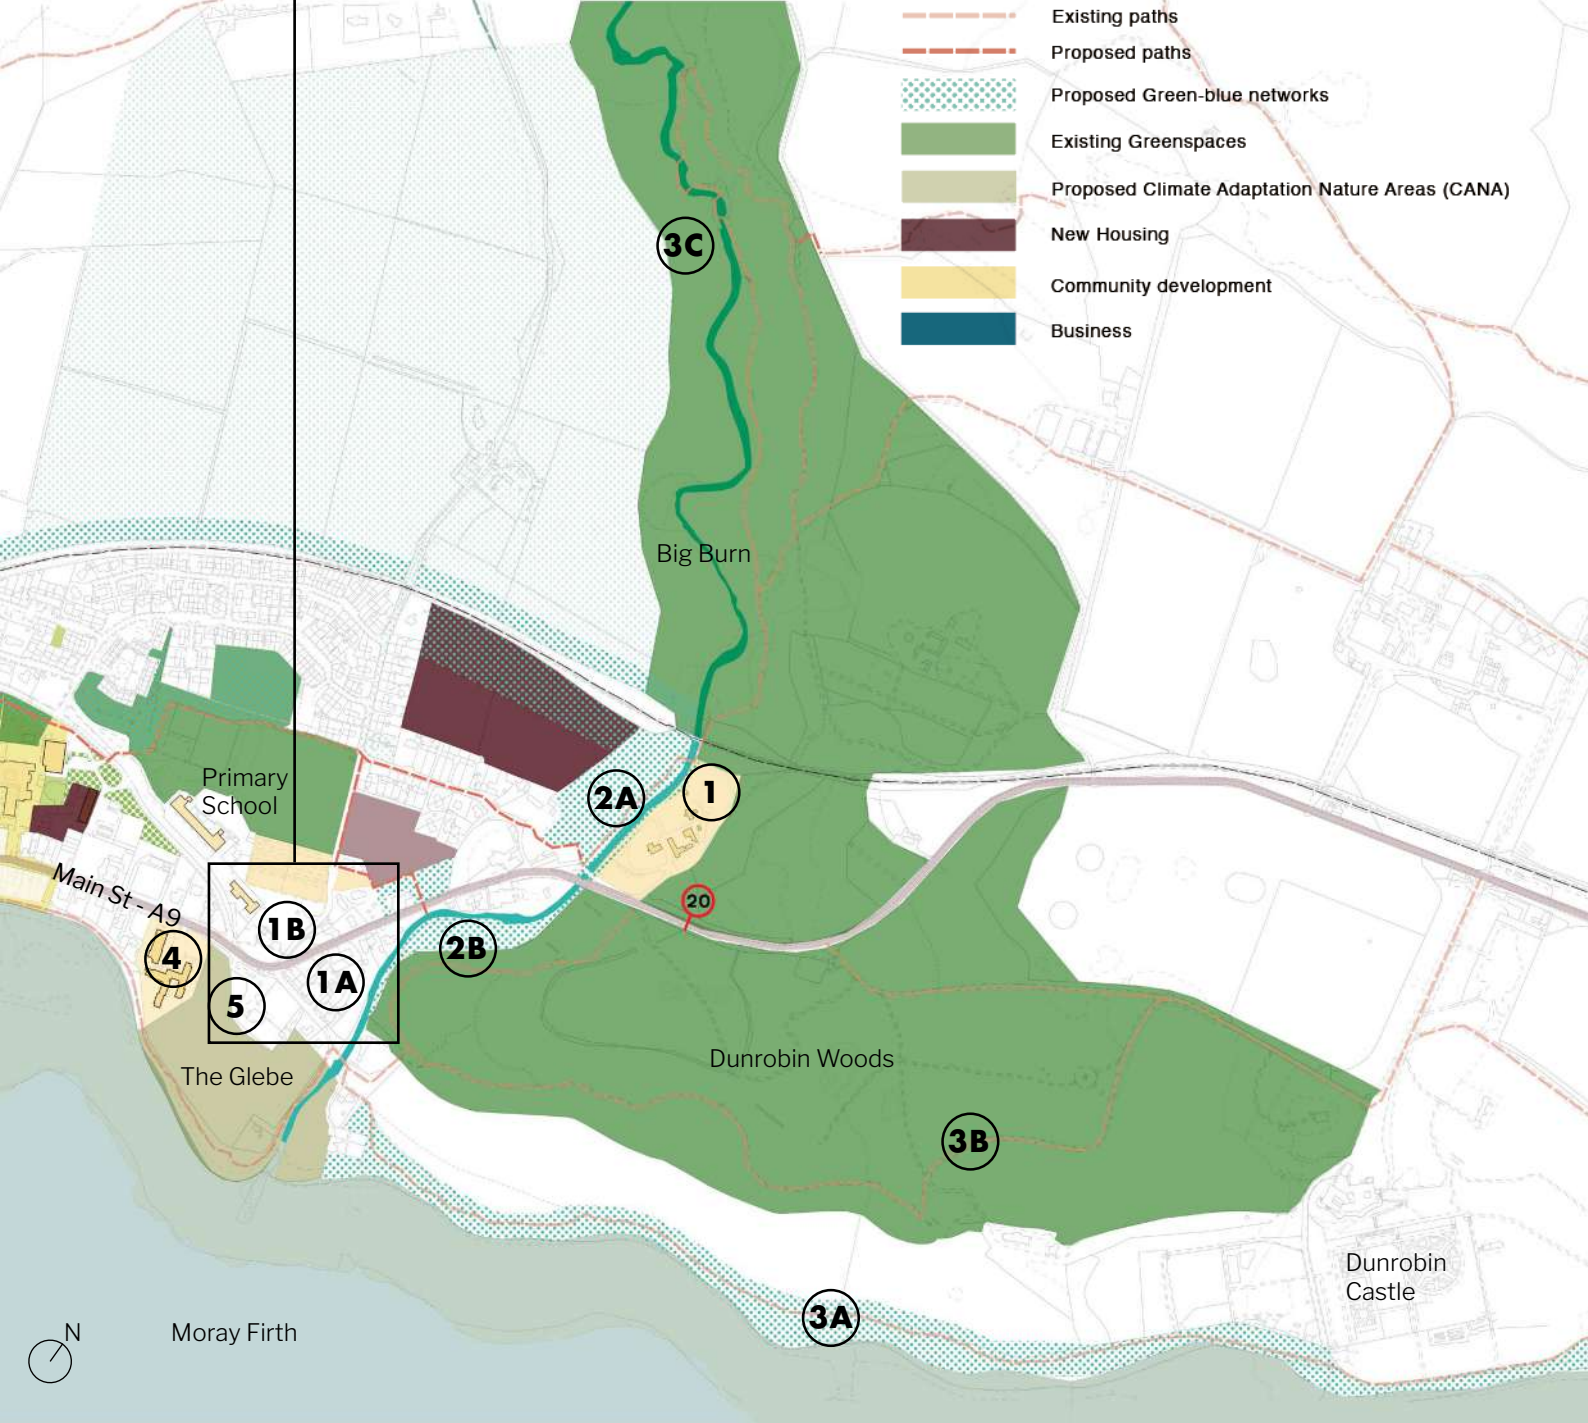 Existing paths
Proposed paths
Proposed Green-blue networks
Existing Greenspaces
Proposed Climate Adaptation Nature Areas (CANA)
New Housing
Community development
Business
3C
Big Burn
Primary
School
2A
1
Main St - A9
20
1B
2B
4
1A
5
The Glebe
Dunrobin Woods
3B
Dunrobin
Castle
3A
N
Moray Firth